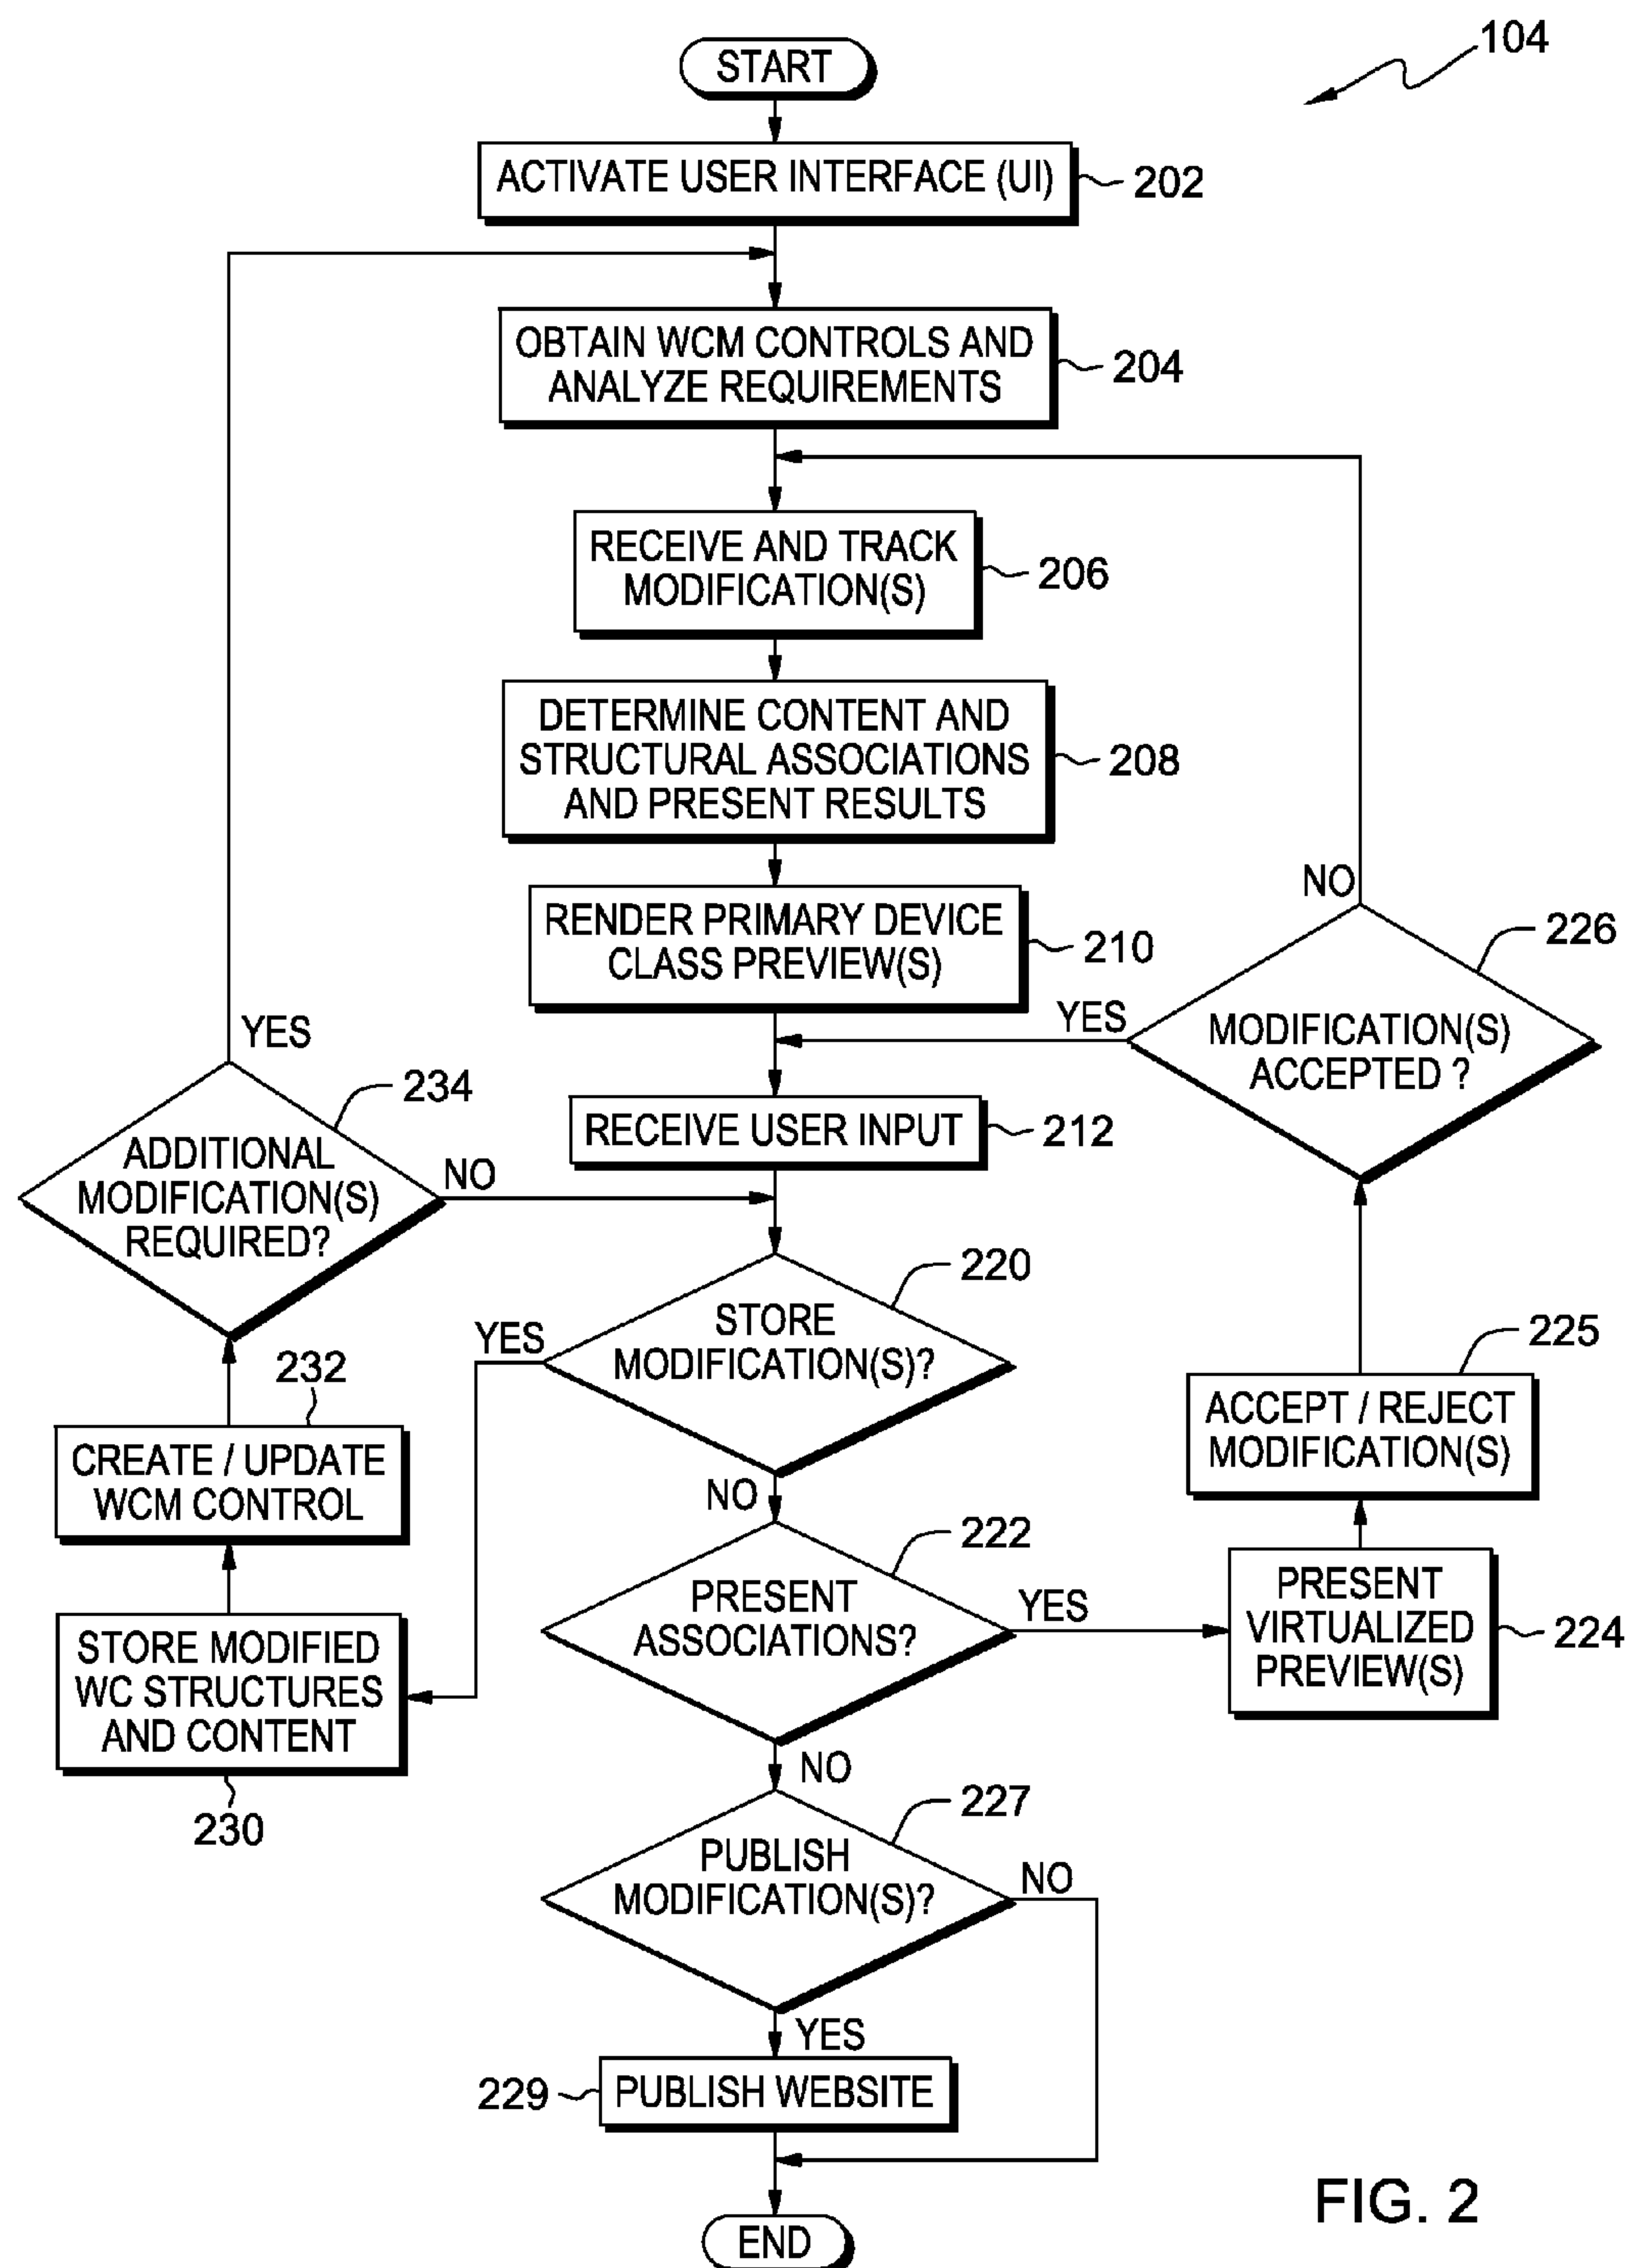 104
START
ACTIVATE USER INTERFACE (UI)
202
OBTAIN WCM CONTROLS AND
ANALYZE REQUIREMENTS
204
RECEIVE AND TRACK
MODIFICATION(S)
206
DETERMINE CONTENT AND
STRUCTURAL ASSOCIATIONS
AND PRESENT RESULTS
208
RENDER PRIMARY DEVICE
CLASS PREVIEW(S)
210
NO
226
MODIFICATION(S)
ACCEPTED ?
YES
YES
234
ADDITIONAL
MODIFICATION(S)
REQUIRED?
NO
RECEIVE USER INPUT
212
220
STORE
MODIFICATION(S)?
YES
NO
225
ACCEPT / REJECT
MODIFICATION(S)
232
CREATE / UPDATE
WCM CONTROL
222
PRESENT
ASSOCIATIONS?
YES
PRESENT
VIRTUALIZED
PREVIEW(S)
224
STORE MODIFIED
WC STRUCTURES
AND CONTENT
230
NO
227
PUBLISH
MODIFICATION(S)?
NO
YES
229
PUBLISH WEBSITE
END
FIG. 2